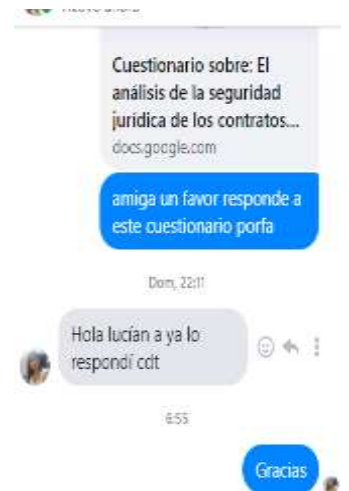 Cuestionario sobre: El
análisis de la seguridad
jurídica de los contratos...
docs.google.com
amiga un favor responde a
este cuestionario porfa
Dom, 22:11
Hola lucían a ya lo
respondí cdt
6:55
Gracias